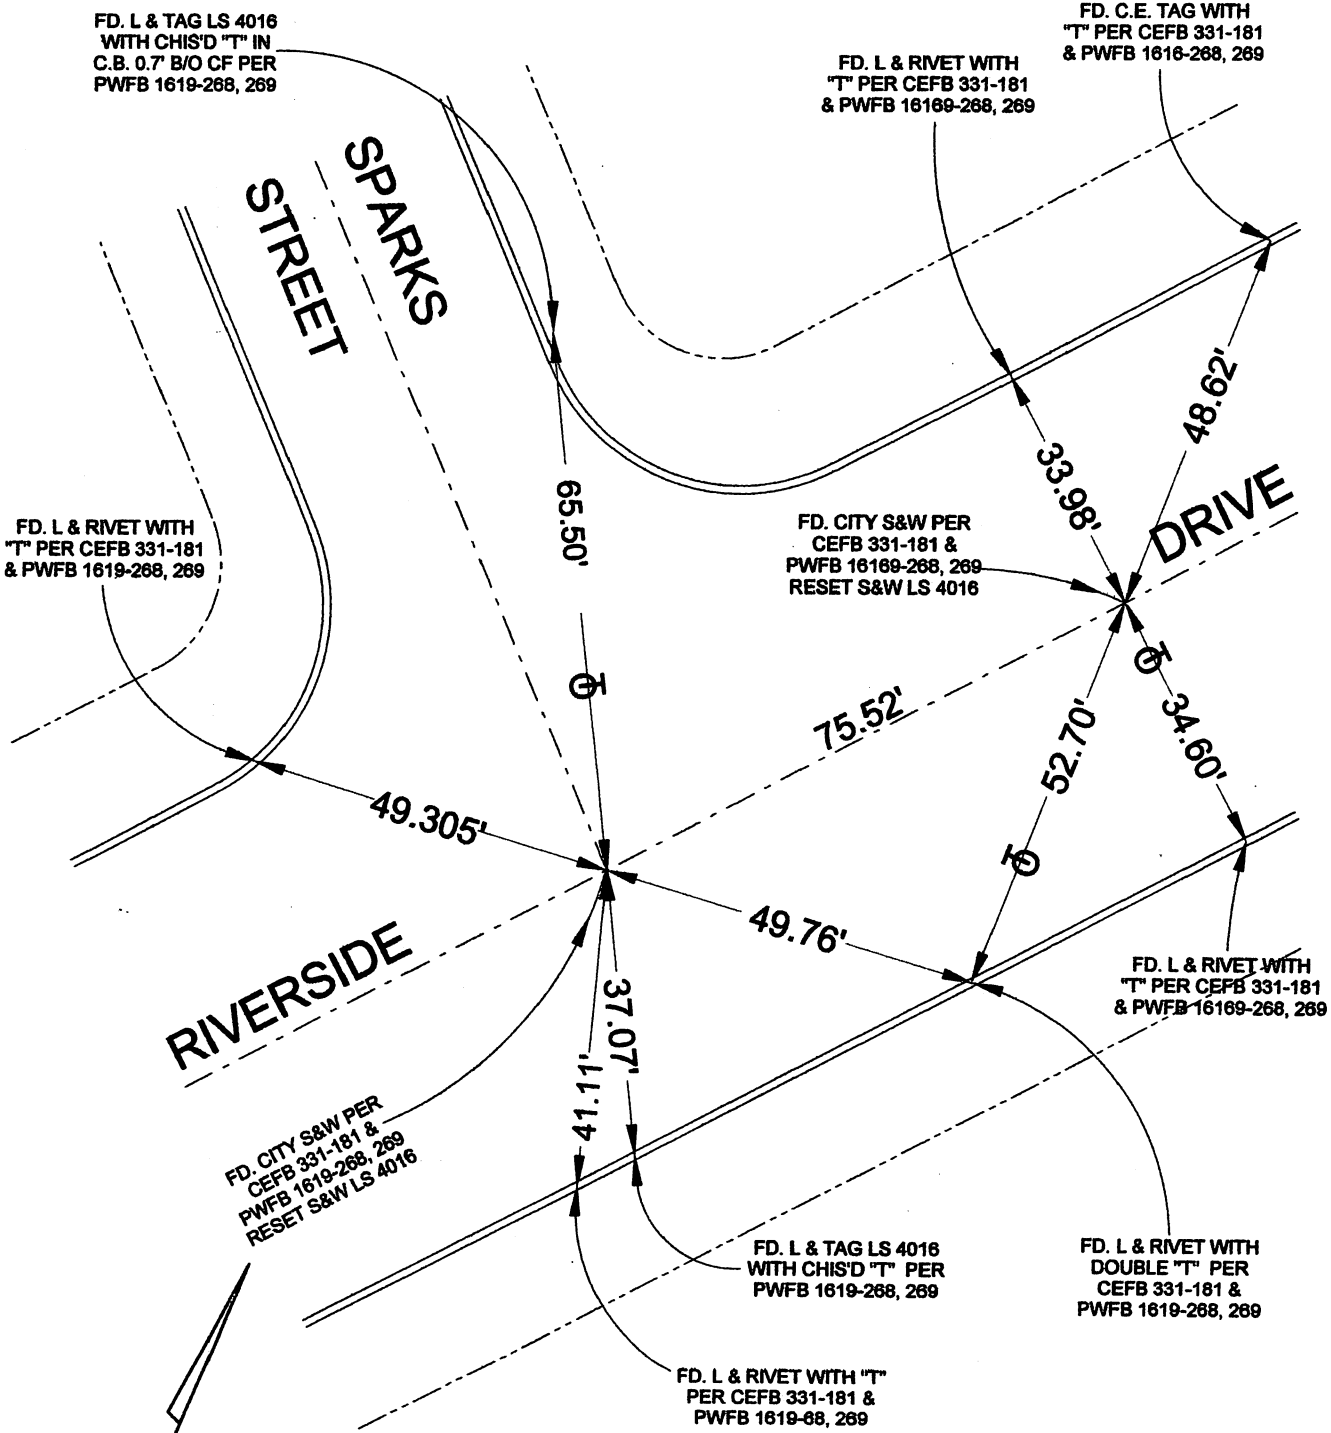 FD. L & TAG LS 4016
WITH CHIS'D "T" IN
C.B. 0.7' B/O CF PER
PWFB 1619-268, 269
FD. L & RIVET WITH
"T" PER CEFB 331-181
& PWFB 16169-268, 269
FD. C.E. TAG WITH
"T" PER CEFB 331-181
& PWFB 1616-268, 269
SPARKS
STREET
48.62'
33.98'
65.50'
DRIVE
FD. L & RIVET WITH
"T" PER CEFB 331-181
& PWFB 1619-268, 269
FD. CITY S&W PER
CEFB 331-181 &
PWFB 16169-268, 269
RESET S&W LS 4016
75.52'
52.70'
34.60'
49.305'
49.76'
RIVERSIDE
37.07'
41.11'
FD. L & RIVET WITH
"T" PER CEFB 331-181
& PWFB 16169-268, 269
FD. CITY S&W PER
CEFB 331-181 &
PWFB 1619-268, 269
RESET S&W LS 4016
FD. L & TAG LS 4016
WITH CHIS'D "T" PER
PWFB 1619-268, 269
FD. L & RIVET WITH
DOUBLE "T" PER
CEFB 331-181 &
PWFB 1619-268, 269
FD. L & RIVET WITH "T"
PER CEFB 331-181 &
PWFB 1619-68, 269